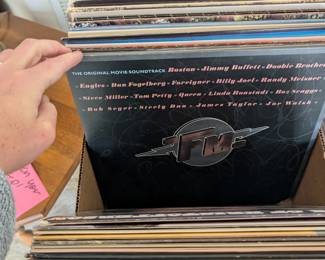 THE ORIGINAL MOVIE SOUNDTRACK Boston • Jimmy Buffett • Doobie Brothers
• Eagles • Dan Fogelberg • Foreigner • Billy Joel • Randy Meisner
• Steve Miller • Tom Petty • Queen • Linda Ronstadt • Boz Scaggs •
Bob Seger • Steely Dan • James Taylor • Joe Walsh •
FM